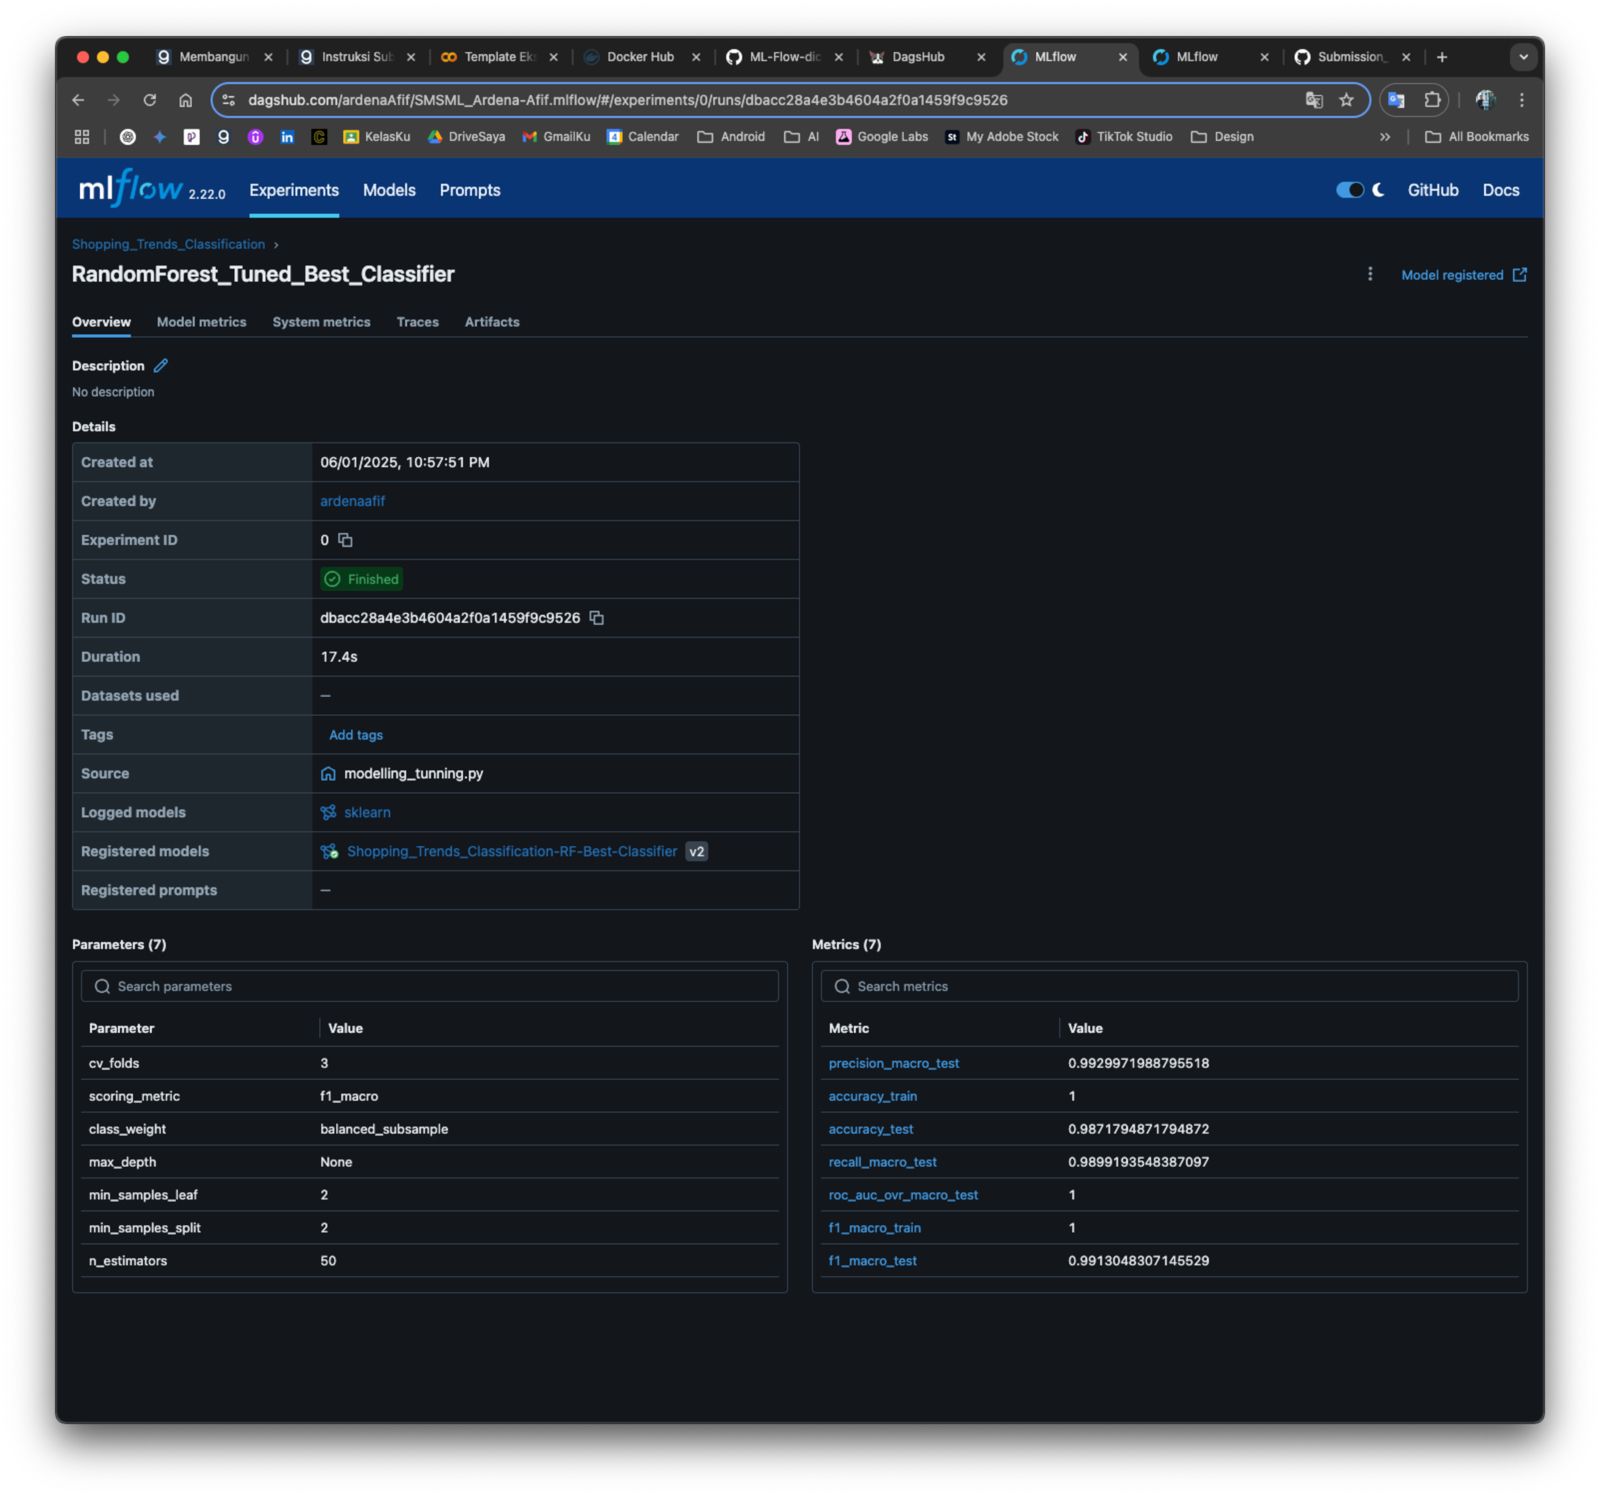 Membangun
Instruksi Sub
Template Eks
Docker Hub
ML-Flow-dic
DagsHub
MLflow
MLflow
Submission_
dagshub.com/ardenaAfif/SMSML_Ardena-Afif.mlflow/#/experiments/0/runs/dbacc28a4e3b4604a2f0a1459f9c9526
KelasKu
DriveSaya
GmailKu
Calendar
Android
AI
Google Labs
My Adobe Stock
TikTok Studio
Design
All Bookmarks
mlflow 2.22.0
Experiments
Models
Prompts
GitHub
Docs
Shopping_Trends_Classification
RandomForest_Tuned_Best_Classifier
Model registered
Overview
Model metrics
System metrics
Traces
Artifacts
Description
No description
Details
Created at 06/01/2025, 10:57:51 PM
Created by ardenaafif
Experiment ID 0
Status Finished
Run ID dbacc28a4e3b4604a2f0a1459f9c9526
Duration 17.4s
Datasets used —
Tags Add tags
Source modelling_tunning.py
Logged models sklearn
Registered models Shopping_Trends_Classification-RF-Best-Classifier v2
Registered prompts —
Parameters (7)
Search parameters
Parameter Value
cv_folds 3
scoring_metric f1_macro
class_weight balanced_subsample
max_depth None
min_samples_leaf 2
min_samples_split 2
n_estimators 50
Metrics (7)
Search metrics
Metric Value
precision_macro_test 0.9929971988795518
accuracy_train 1
accuracy_test 0.9871794871794872
recall_macro_test 0.9899193548387097
roc_auc_ovr_macro_test 1
f1_macro_train 1
f1_macro_test 0.9913048307145529